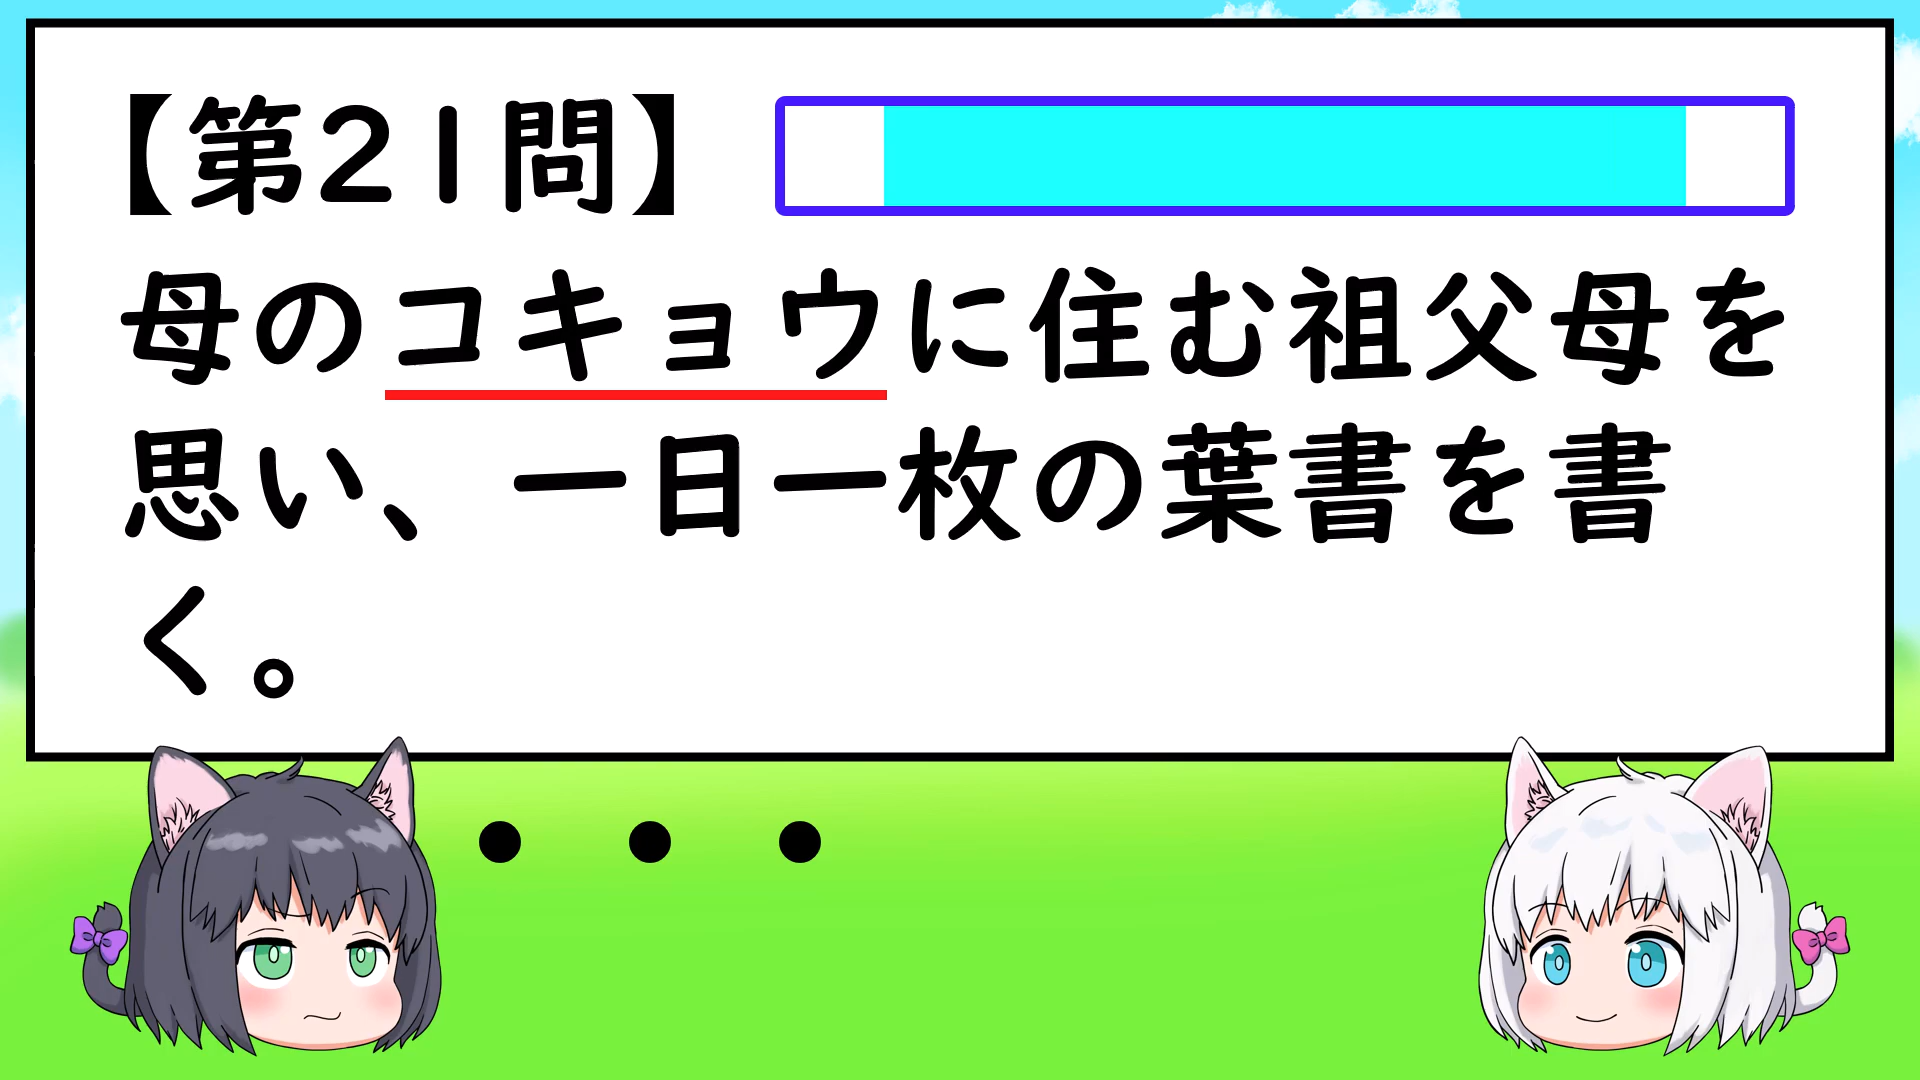 【第21問】
母のコキョウに住む祖父母を
思い、一日一枚の葉書を書
く。
・・・